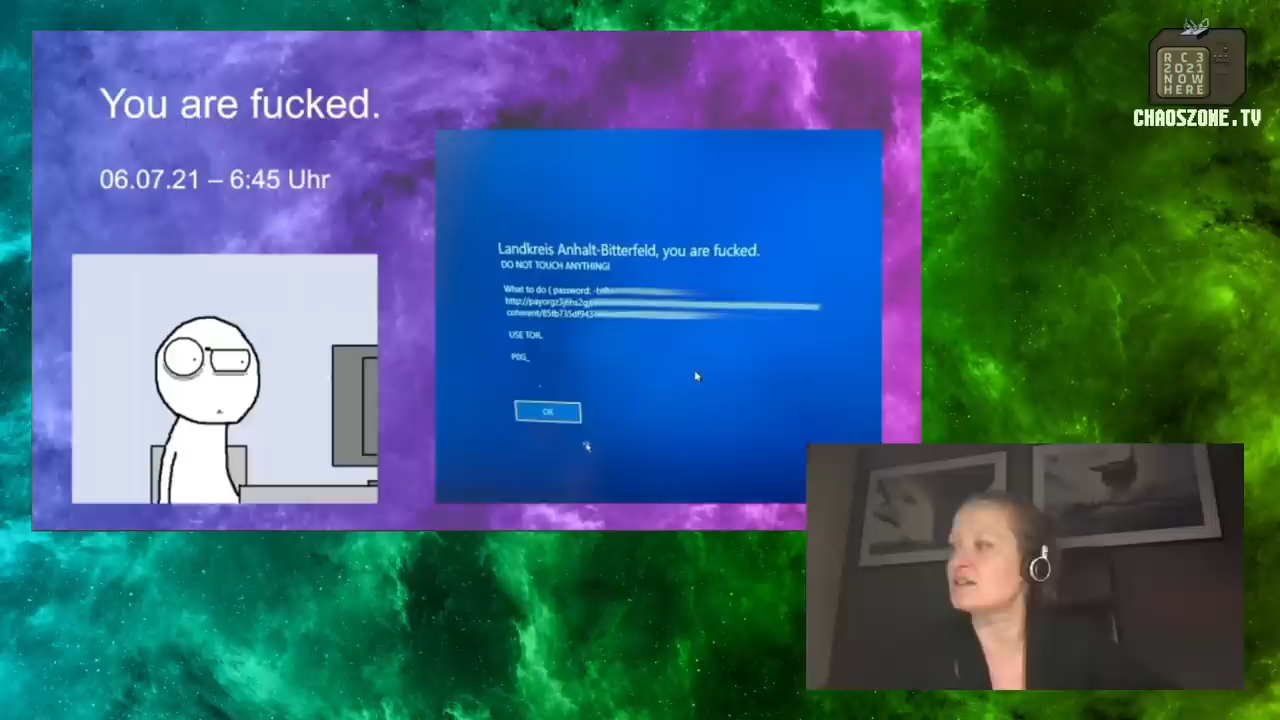 You are fucked.
06.07.21 – 6:45 Uhr
Landkreis Anhalt-Bitterfeld, you are fucked.
DO NOT TOUCH ANYTHING!
What to do ( password:
USE TOR.
P0G_
OK
RC3
2021
NOW
HERE
CHAOSZONE.TV